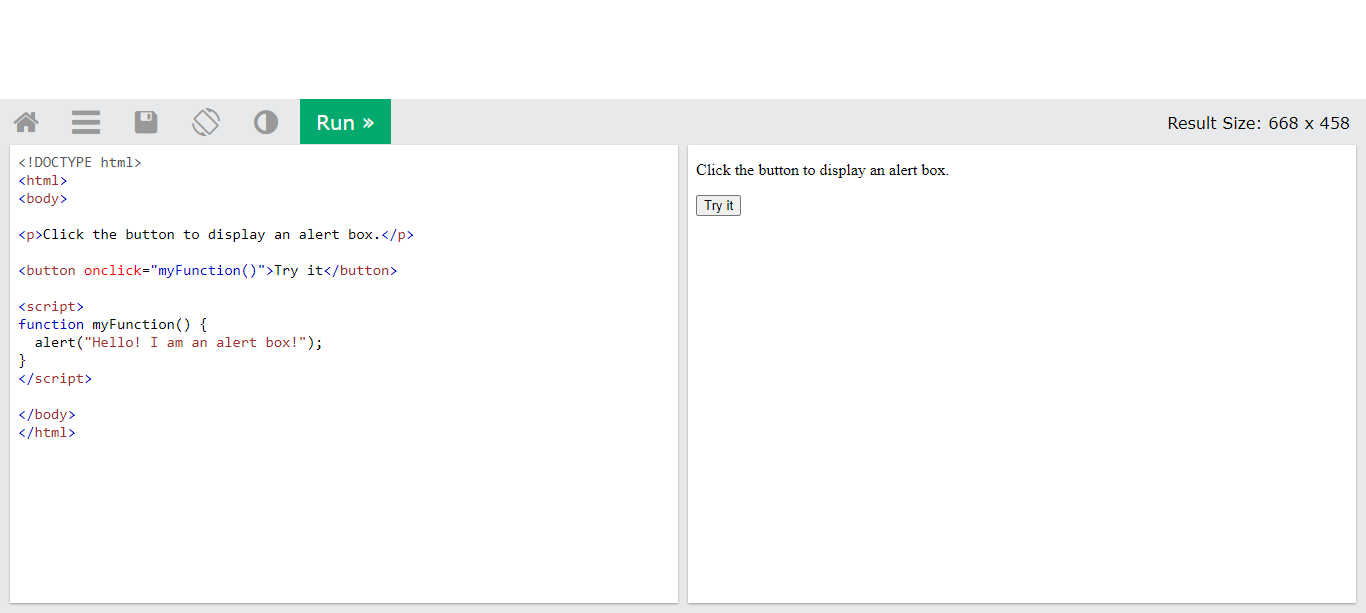 Run »
Result Size: 668 x 458
<!DOCTYPE html>
<html>
<body>
<p>Click the button to display an alert box.</p>
<button onclick="myFunction()">Try it</button>
<script>
function myFunction() {
  alert("Hello! I am an alert box!");
}
</script>
</body>
</html>
Click the button to display an alert box.
Try it